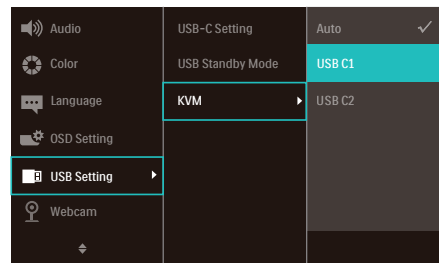 Audio
Color
Language
OSD Setting
USB Setting
Webcam
USB-C Setting
USB Standby Mode
KVM
Auto
USB C1
USB C2